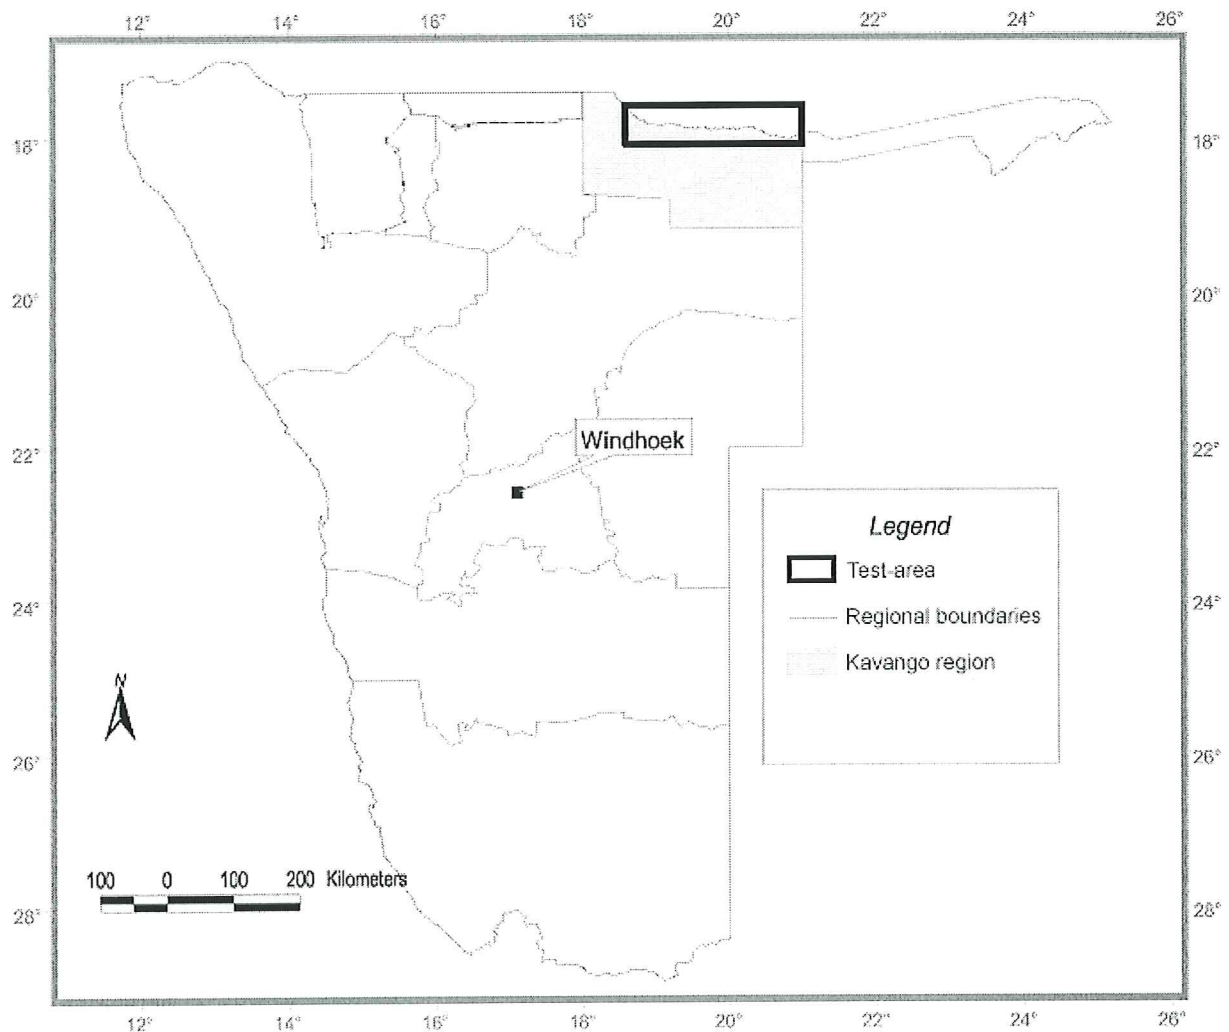 12° 14° 16° 18° 20° 22° 24° 26°
18° 18°
20° 20°
Windhoek
22° 22°
Legend
Test-area
24° 24°
Regional boundaries
Kavango region
N
26° 26°
100 0 100 200 Kilometers
28° 28°
12° 14° 16° 18° 20° 22° 24° 26°